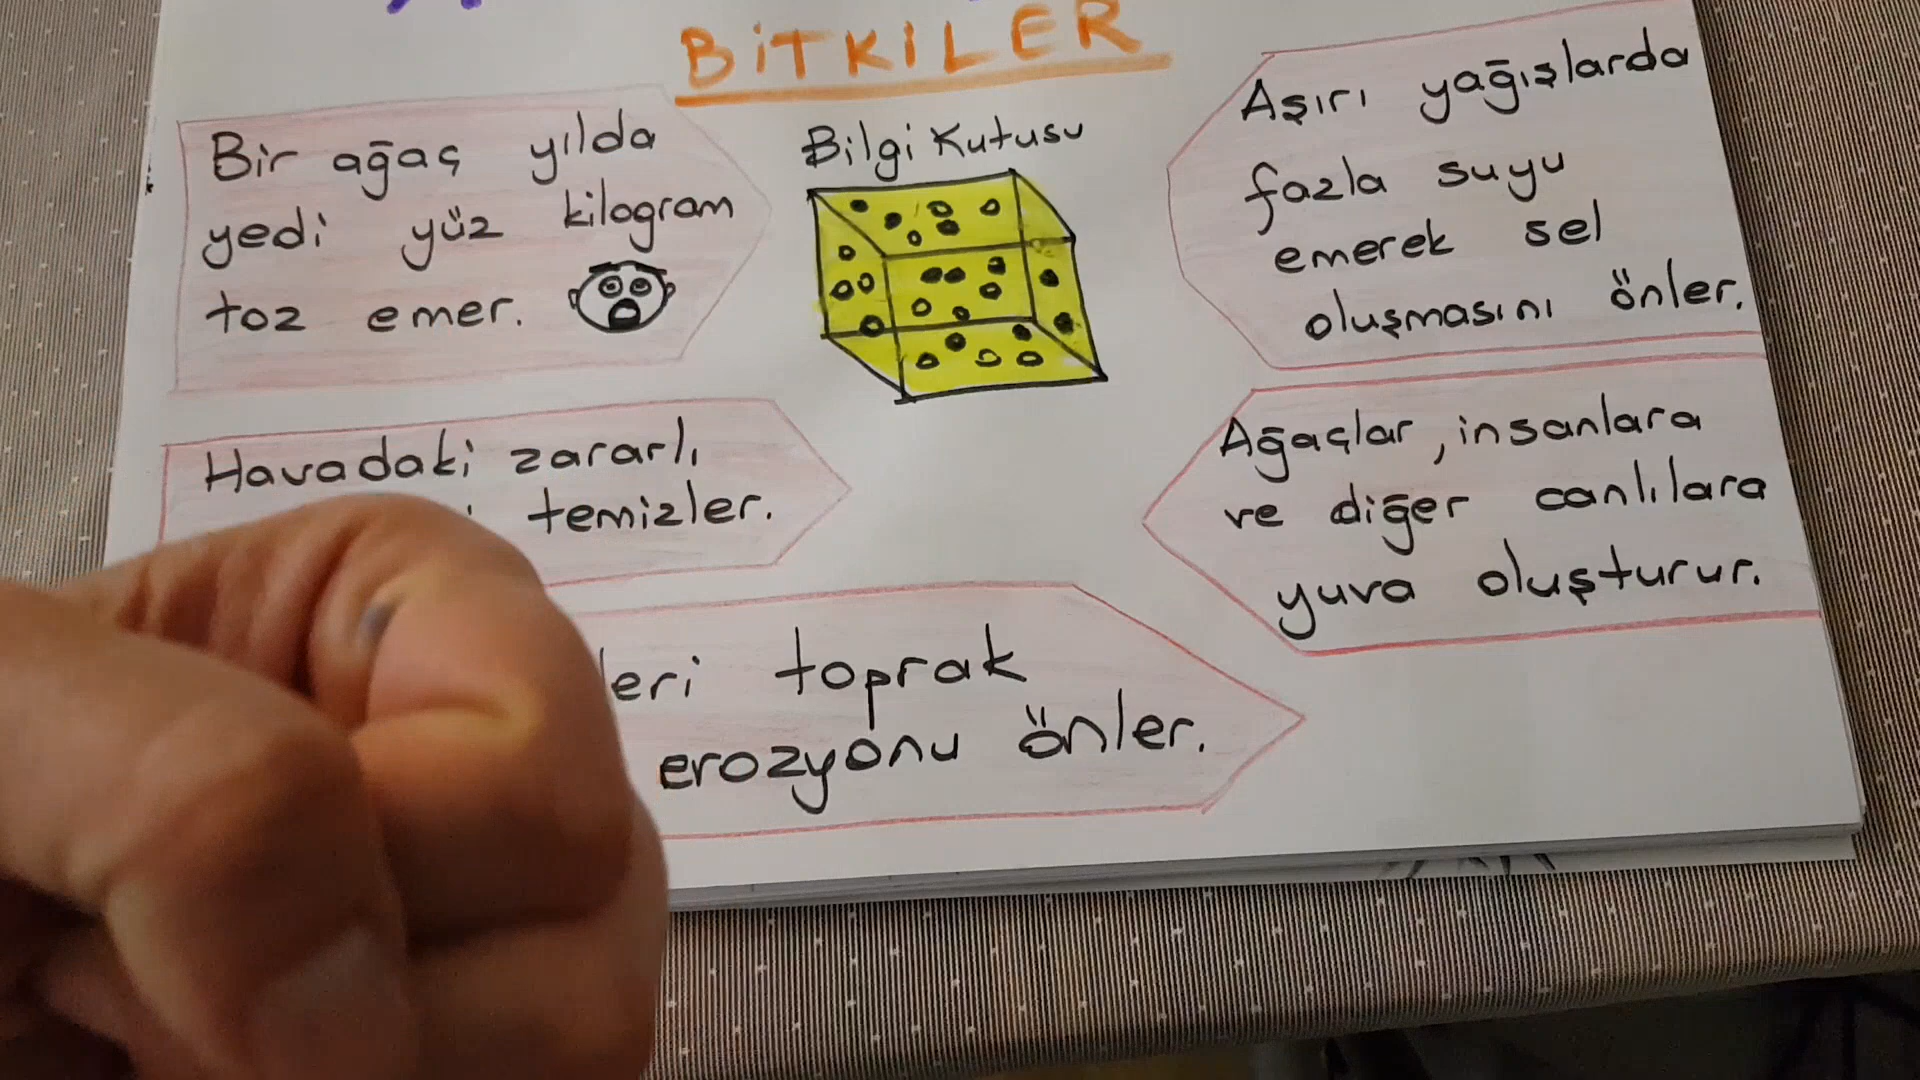 BİTKİLER
Bilgi Kutusu
Bir ağaç yılda
yedi yüz kilogram
toz emer.
Havadaki zararlı
temizler.
toprak
erozyonu önler.
Aşırı yağışlarda
fazla suyu
emerek sel
oluşmasını önler.
Ağaçlar, insanlara
ve diğer canlılara
yuva oluşturur.